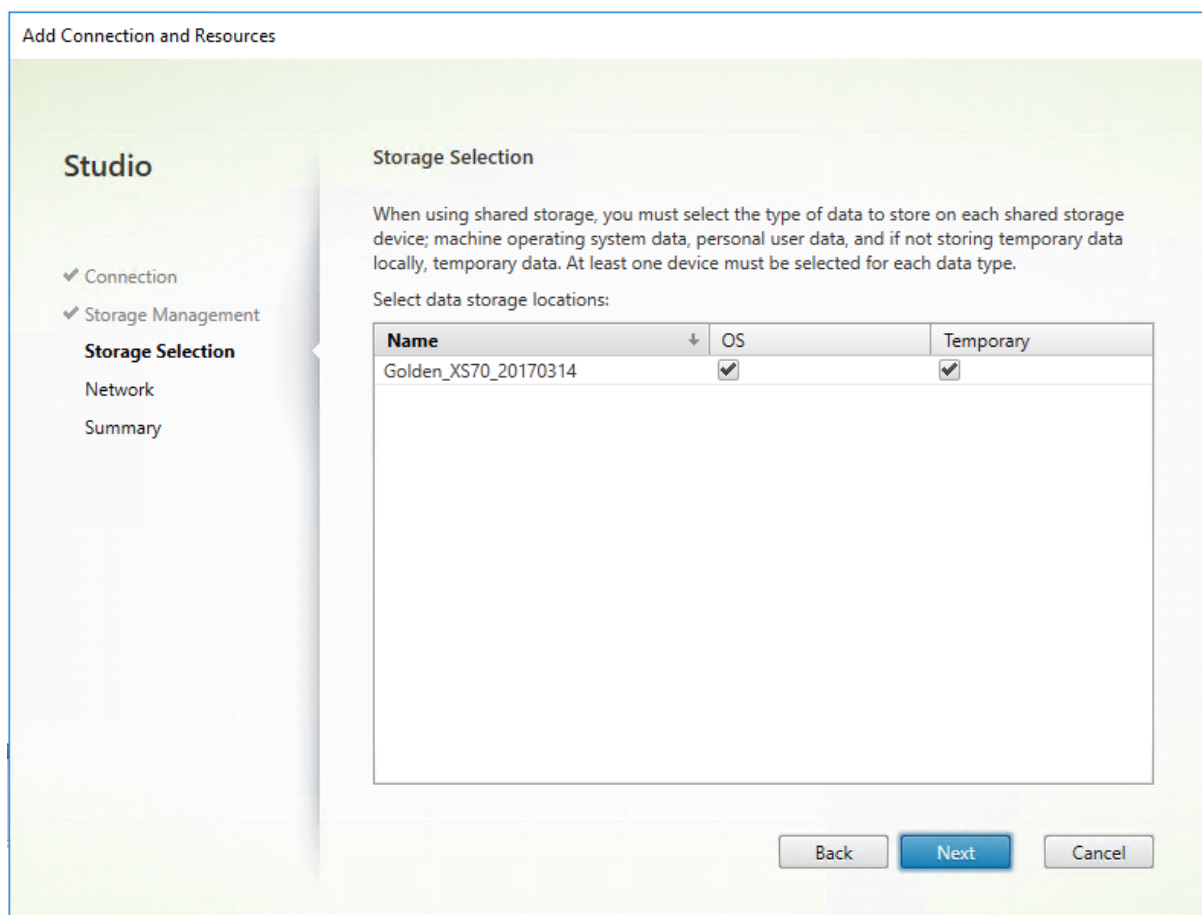 Add Connection and Resources
Studio
Connection
Storage Management
Storage Selection
Network
Summary
Storage Selection
When using shared storage, you must select the type of data to store on each shared storage
device; machine operating system data, personal user data, and if not storing temporary data
locally, temporary data. At least one device must be selected for each data type.
Select data storage locations:
Name OS Temporary
Golden_XS70_20170314
Back Next Cancel